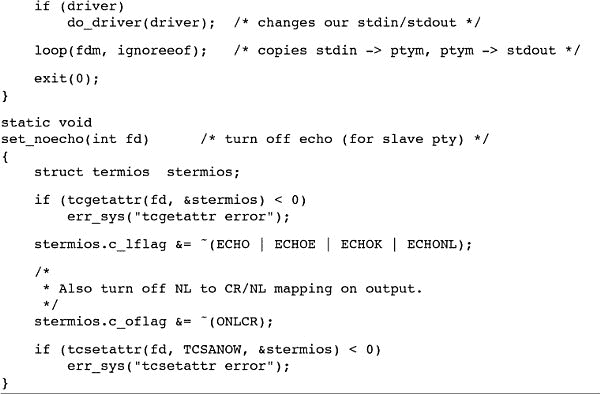 if (driver)
        do_driver(driver);  /* changes our stdin/stdout */
    loop(fdm, ignoreeof);   /* copies stdin -> ptym, ptym -> stdout */
    exit(0);
}
static void
set_noecho(int fd)      /* turn off echo (for slave pty) */
{
    struct termios  stermios;
    if (tcgetattr(fd, &stermios) < 0)
        err_sys("tcgetattr error");
    stermios.c_lflag &= ~(ECHO | ECHOE | ECHOK | ECHONL);
    /*
     * Also turn off NL to CR/NL mapping on output.
     */
    stermios.c_oflag &= ~(ONLCR);
    if (tcsetattr(fd, TCSANOW, &stermios) < 0)
        err_sys("tcsetattr error");
}